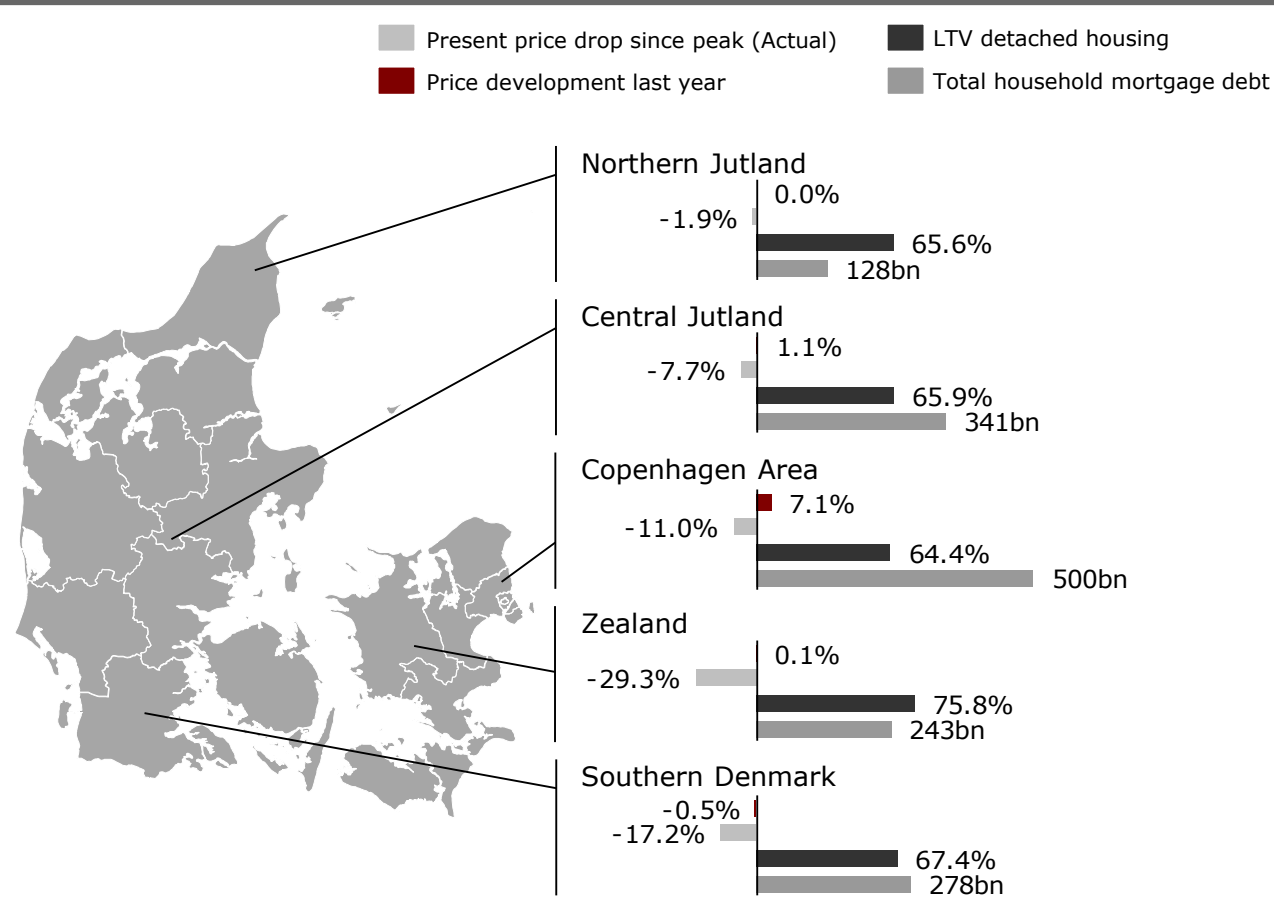 Present price drop since peak (Actual)
LTV detached housing
Price development last year
Total household mortgage debt
Northern Jutland
0.0%
-1.9%
65.6%
128bn
Central Jutland
1.1%
-7.7%
65.9%
341bn
Copenhagen Area
7.1%
-11.0%
64.4%
500bn
Zealand
0.1%
-29.3%
75.8%
243bn
Southern Denmark
-0.5%
-17.2%
67.4%
278bn